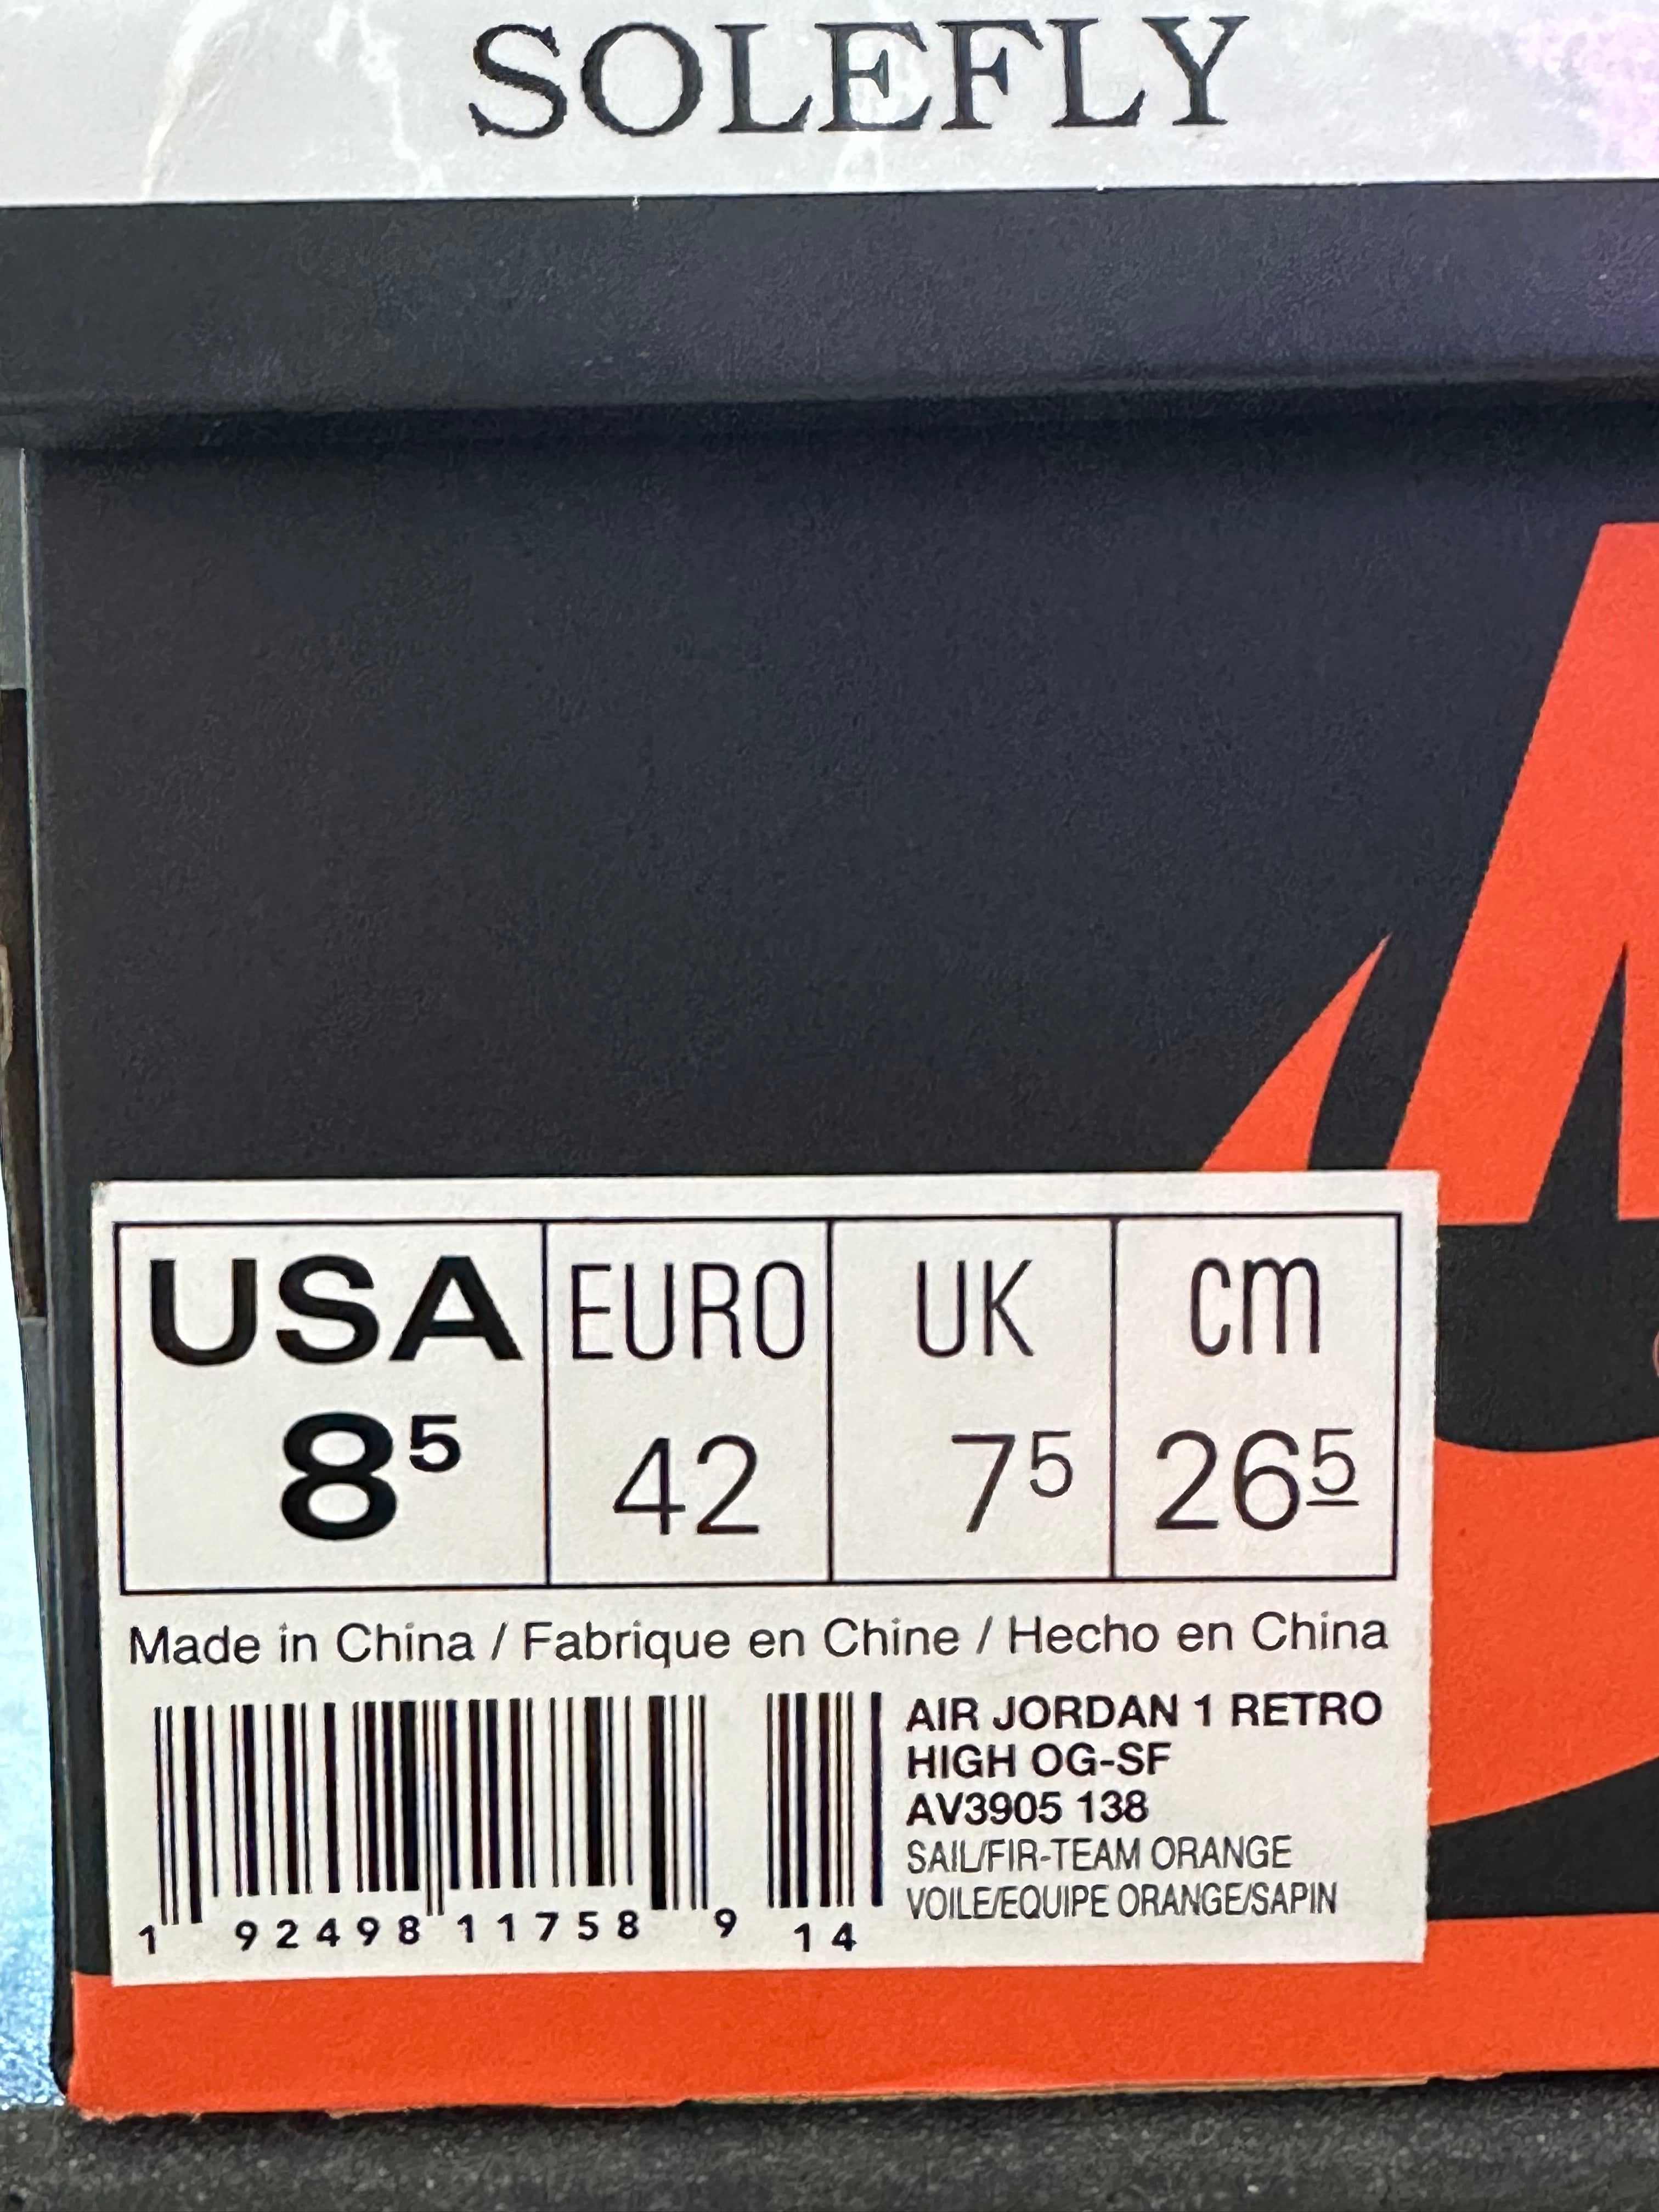 SOLEFLY
USA EURO UK cm
8⁵ 42 7⁵ 26⁵
Made in China / Fabrique en Chine / Hecho en China
AIR JORDAN 1 RETRO
HIGH OG-SF
AV3905 138
SAIL/FIR-TEAM ORANGE
VOILE/EQUIPE ORANGE/SAPIN
1 92498 11758 9 14